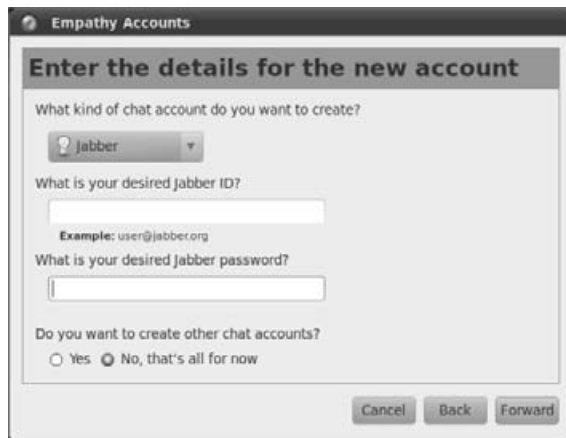 Empathy Accounts
Enter the details for the new account
What kind of chat account do you want to create?
Jabber
What is your desired Jabber ID?
Example: user@jabber.org
What is your desired Jabber password?
Do you want to create other chat accounts?
Yes No, that's all for now
Cancel Back Forward